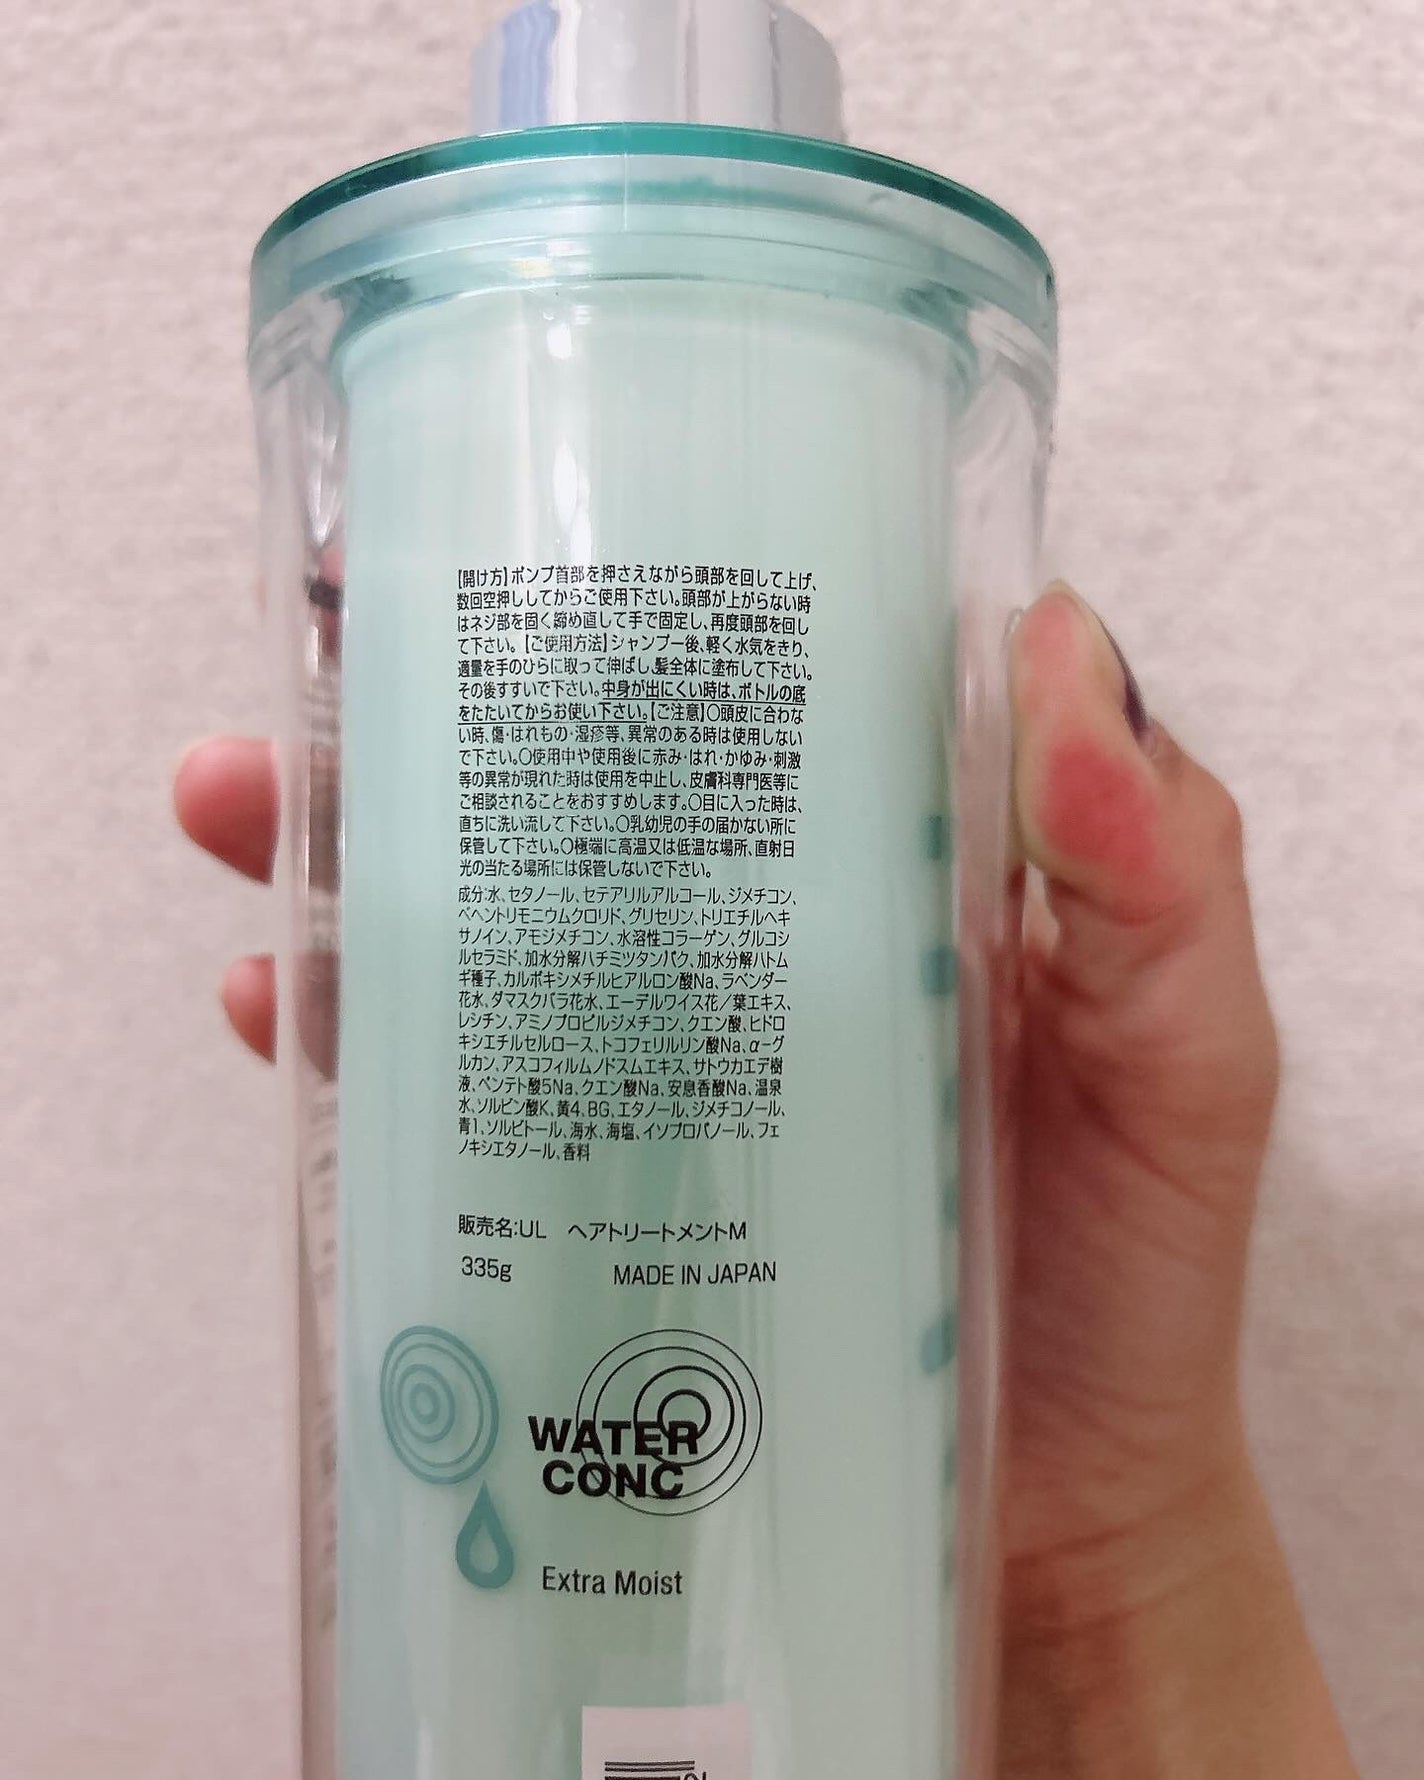 【開け方】ポンプ首部を押さえながら頭部を回して上げ、
数回空押ししてからご使用下さい。頭部が上がらない時
はネジ部を固く締め直して手で固定し、再度頭部を回し
て下さい。【ご使用方法】シャンプー後、軽く水気をきり、
適量を手のひらに取って伸ばし、髪全体に塗布して下さい。
その後すすいで下さい。中身が出にくい時は、ボトルの底
をたたいてからお使い下さい。【ご注意】〇頭皮に合わな
い時、傷・はれもの・湿疹等、異常のある時は使用しない
で下さい。〇使用中や使用後に赤み・はれ・かゆみ・刺激
等の異常が現れた時は使用を中止し、皮膚科専門医等に
ご相談されることをおすすめします。〇目に入った時は、
直ちに洗い流して下さい。〇乳幼児の手の届かない所に
保管して下さい。〇極端に高温又は低温な場所、直射日
光の当たる場所には保管しないで下さい。
成分:水、セタノール、セテアリルアルコール、ジメチコン、
ベヘントリモニウムクロリド、グリセリン、トリエチルヘキ
サノイン、アモジメチコン、水溶性コラーゲン、グルコシ
ルセラミド、加水分解ハチミツタンパク、加水分解ハトム
ギ種子、カルボキシメチルヒアルロン酸Na、ラベンダー
花水、ダマスクバラ花水、エーデルワイス花／葉エキス、
レシチン、アミノプロピルジメチコン、クエン酸、ヒドロ
キシエチルセルロース、トコフェリルリン酸Na、α-グ
ルカン、アスコフィルムノドスムエキス、サトウカエデ樹
液、ペンテト酸5Na、クエン酸Na、安息香酸Na、温泉
水、ソルビン酸K、黄4、BG、エタノール、ジメチコノール、
青1、ソルビトール、海水、海塩、イソプロパノール、フェ
ノキシエタノール、香料
販売名:UL ヘアトリートメントM
335g MADE IN JAPAN
WATER
CONC
Extra Moist